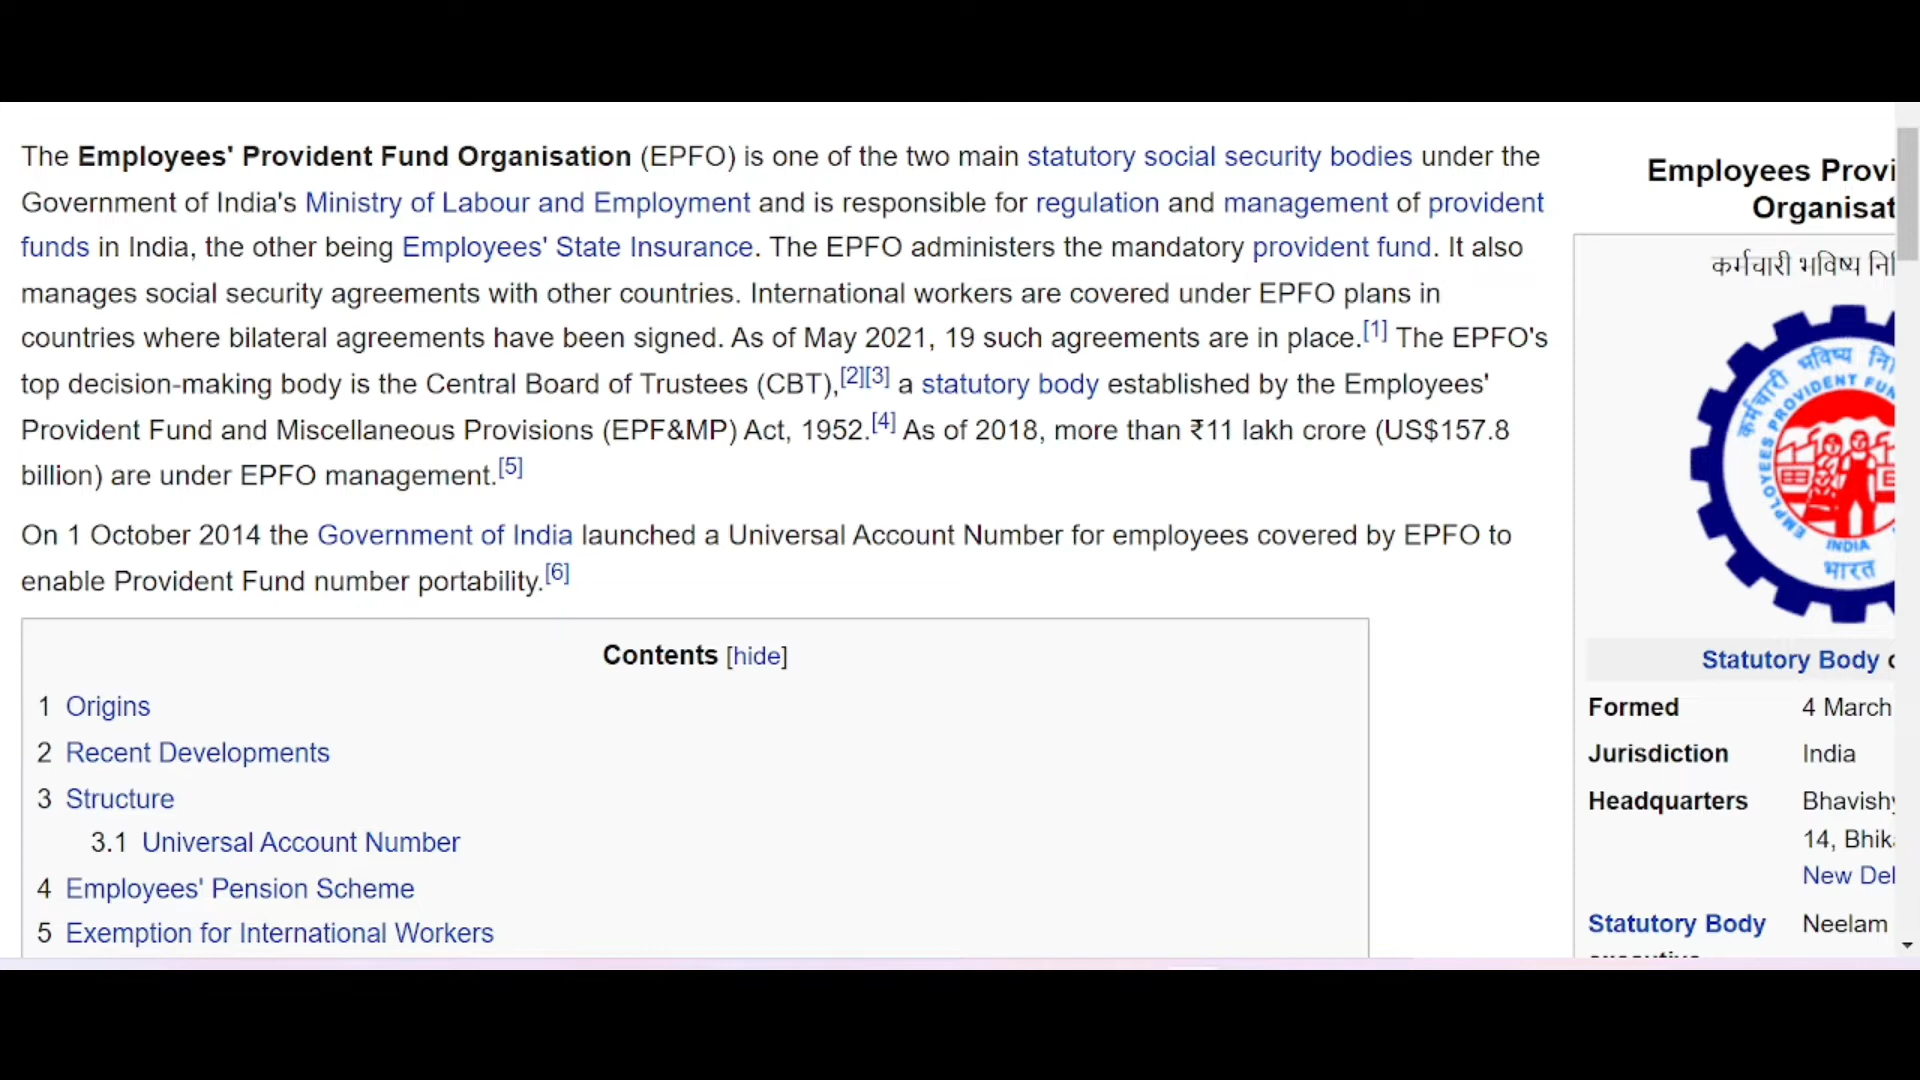 The Employees' Provident Fund Organisation (EPFO) is one of the two main statutory social security bodies under the
Government of India's Ministry of Labour and Employment and is responsible for regulation and management of provident
funds in India, the other being Employees' State Insurance. The EPFO administers the mandatory provident fund. It also
manages social security agreements with other countries. International workers are covered under EPFO plans in
countries where bilateral agreements have been signed. As of May 2021, 19 such agreements are in place.[1] The EPFO's
top decision-making body is the Central Board of Trustees (CBT),[2][3] a statutory body established by the Employees'
Provident Fund and Miscellaneous Provisions (EPF&MP) Act, 1952.[4] As of 2018, more than ₹11 lakh crore (US$157.8
billion) are under EPFO management.[5]
On 1 October 2014 the Government of India launched a Universal Account Number for employees covered by EPFO to
enable Provident Fund number portability.[6]
Contents [hide]
1 Origins
2 Recent Developments
3 Structure
3.1 Universal Account Number
4 Employees' Pension Scheme
5 Exemption for International Workers
Employees Provi
Organisat
कर्मचारी भविष्य नि
कर्मचारी भविष्य नि
EMPLOYEES PROVIDENT FUN
INDIA
भारत
Statutory Body
Formed 4 March
Jurisdiction India
Headquarters Bhavish
14, Bhik
New Del
Statutory Body Neelam